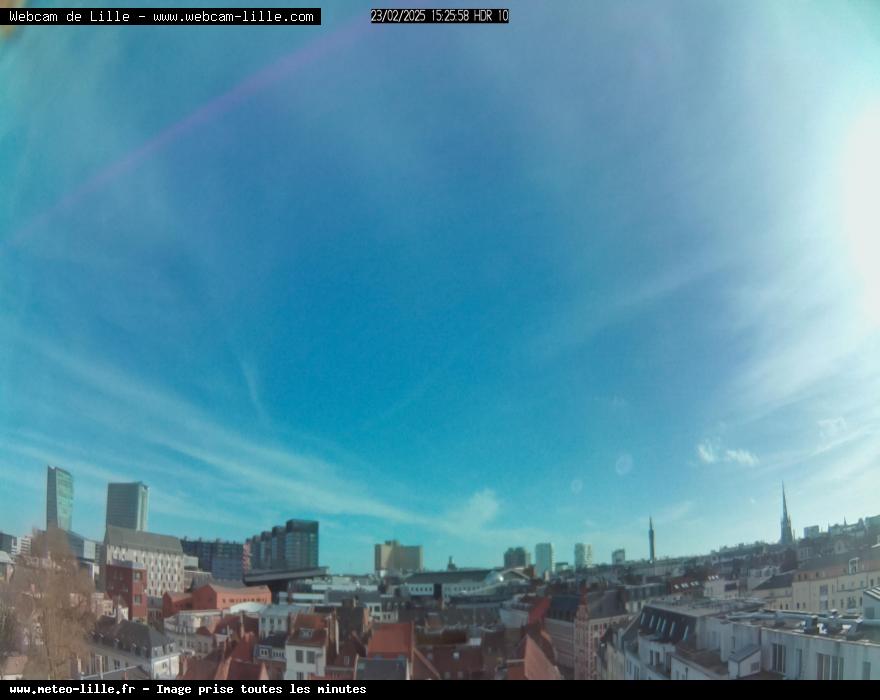 Webcam de Lille - www.webcam-lille.com
23/02/2025 15:25:58 HDR 10
www.meteo-lille.fr - Image prise toutes les minutes